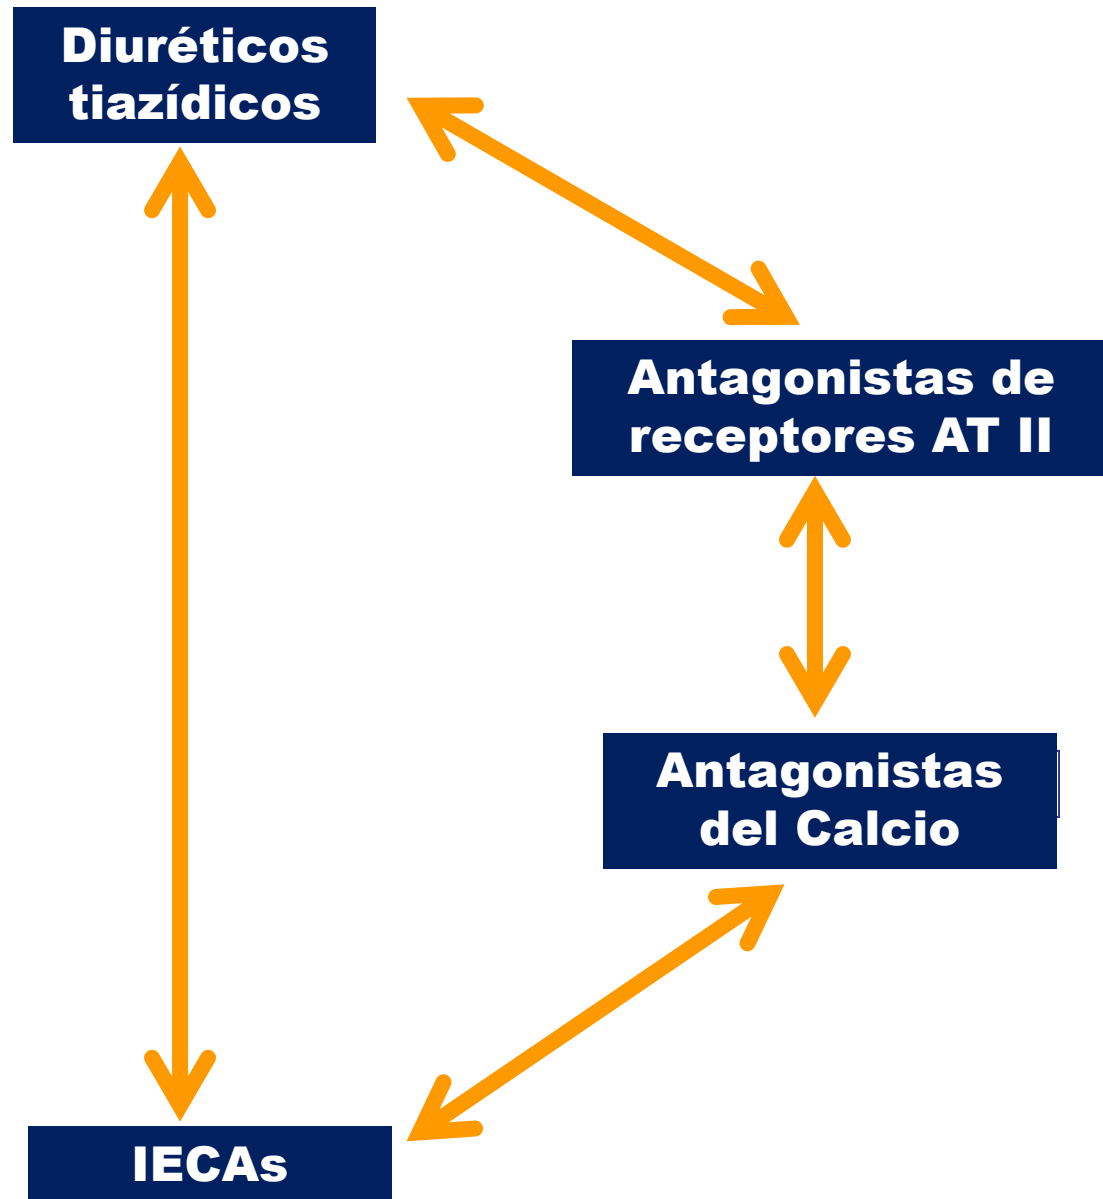 Diuréticos
tiazídicos
Antagonistas de
receptores AT II
Antagonistas
del Calcio
IECAs